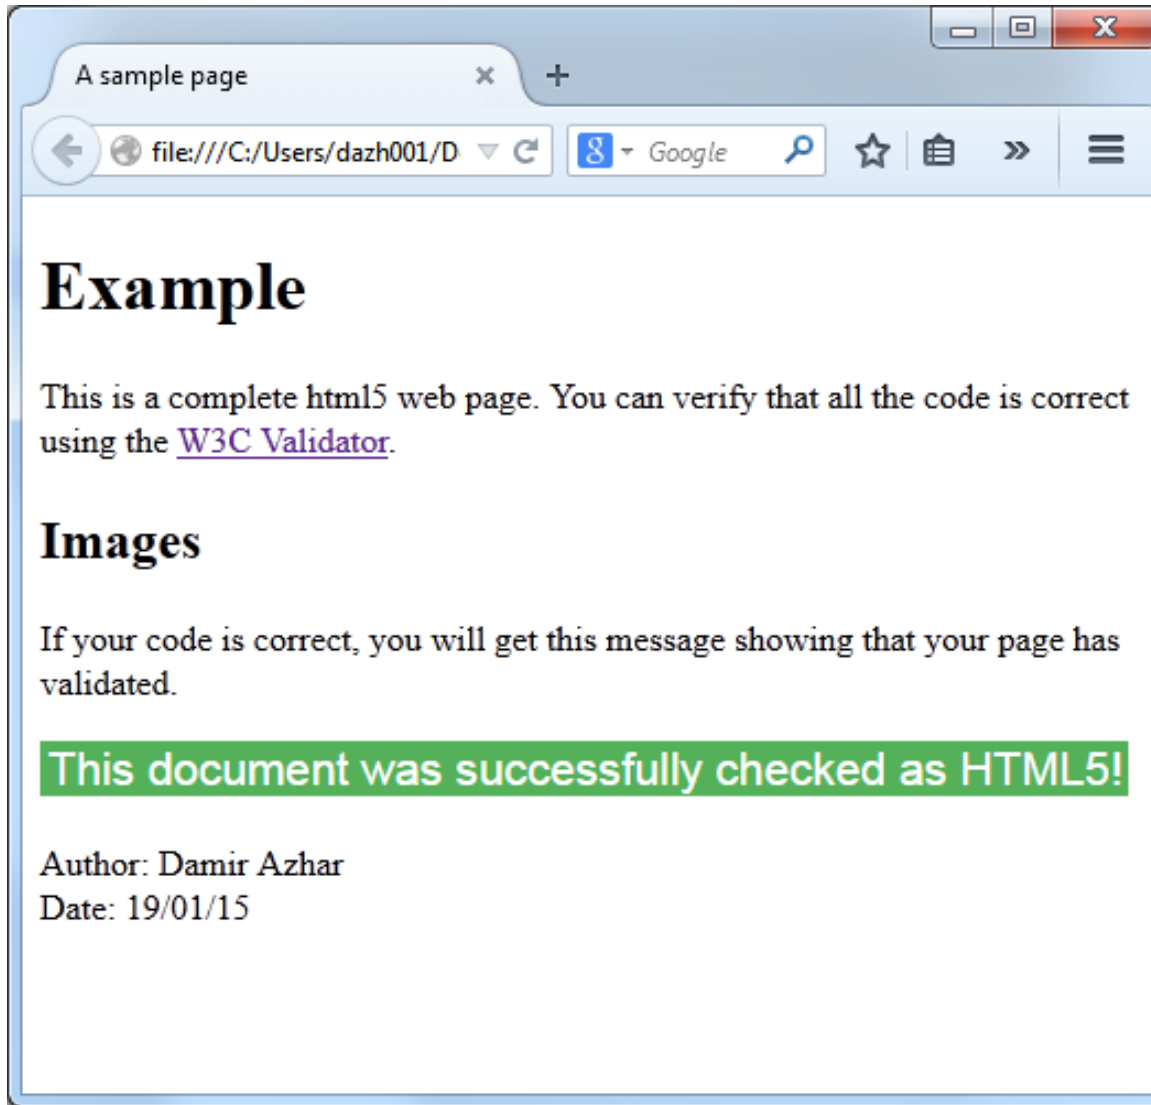 A sample page
file:///C:/Users/dazh001/D
8 Google
Example
This is a complete html5 web page. You can verify that all the code is correct
using the W3C Validator.
Images
If your code is correct, you will get this message showing that your page has
validated.
This document was successfully checked as HTML5!
Author: Damir Azhar
Date: 19/01/15